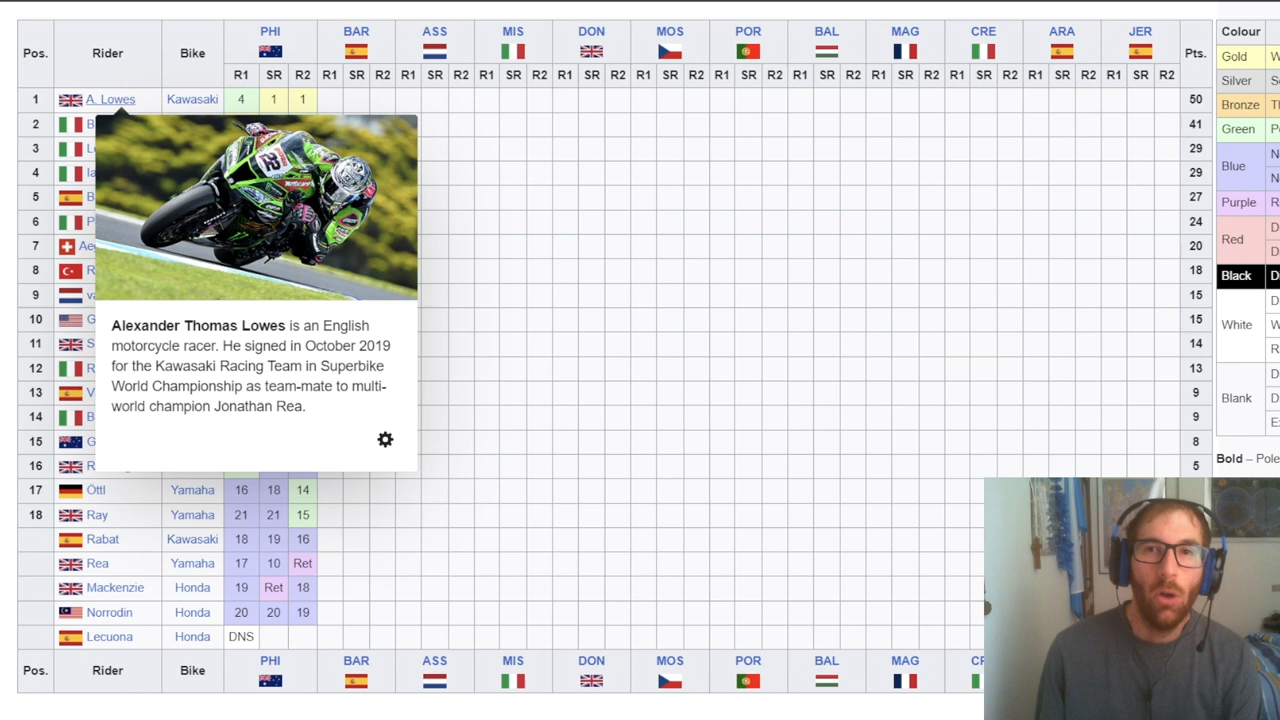 Pos. Rider Bike PHI BAR ASS MIS DON MOS POR BAL MAG CRE ARA JER Pts.
R1 SR R2 R1 SR R2 R1 SR R2 R1 SR R2 R1 SR R2 R1 SR R2 R1 SR R2 R1 SR R2 R1 SR R2 R1 SR R2 R1 SR R2 R1 SR R2
1 A. Lowes Kawasaki 4 1 1 50
2 B 41
3 L 29
4 Ia 29
5 B 27
6 P 24
7 Aeg 20
8 R 18
9 va 15
10 G 15
11 S 14
12 R 13
13 V 9
14 B 9
15 G 8
16 R 5
22
Alexander Thomas Lowes is an English
motorcycle racer. He signed in October 2019
for the Kawasaki Racing Team in Superbike
World Championship as team-mate to multi-
world champion Jonathan Rea.
17 Öttl Yamaha 16 18 14
18 Ray Yamaha 21 21 15
Rabat Kawasaki 18 19 16
Rea Yamaha 17 10 Ret
Mackenzie Honda 19 Ret 18
Norrodin Honda 20 20 19
Lecuona Honda DNS
Pos. Rider Bike PHI BAR ASS MIS DON MOS POR BAL MAG
Colour
Gold W
Silver
Bronze
Green
Blue N
N
Purple R
Red D
D
Black D
White D
W
R
Blank D
D
Bold – Pole